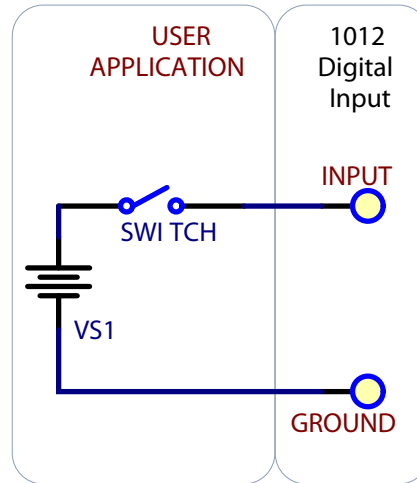 USER
APPLICATION
1012
Digital
Input
INPUT
SWI TCH
VS1
GROUND